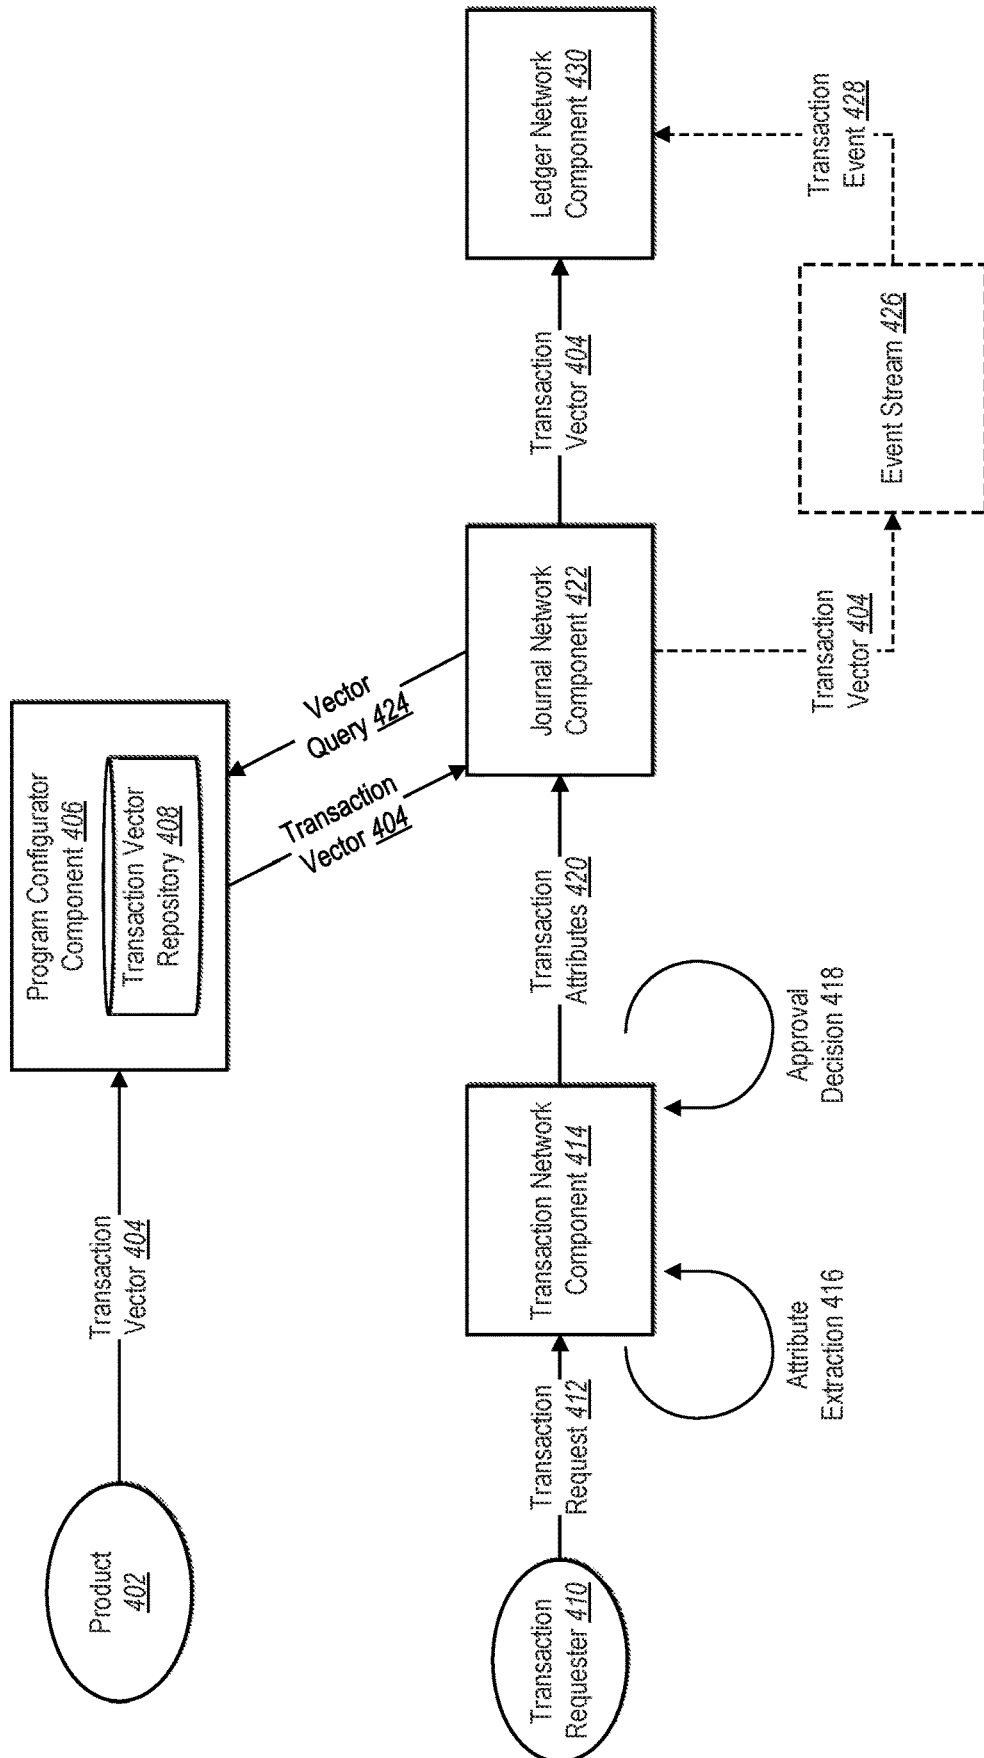 Product
402
Transaction
Vector 404
Program Configurator
Component 406
Transaction Vector
Repository 408
Vector
Query 424
Transaction
Vector 404
Transaction
Requester 410
Transaction
Request 412
Transaction Network
Component 414
Transaction
Attributes 420
Journal Network
Component 422
Transaction
Vector 404
Ledger Network
Component 430
Attribute
Extraction 416
Approval
Decision 418
Transaction
Vector 404
Event Stream 426
Transaction
Event 428